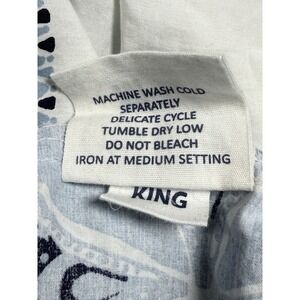 MACHINE WASH COLD
SEPARATELY
DELICATE CYCLE
TUMBLE DRY LOW
DO NOT BLEACH
IRON AT MEDIUM SETTING
KING